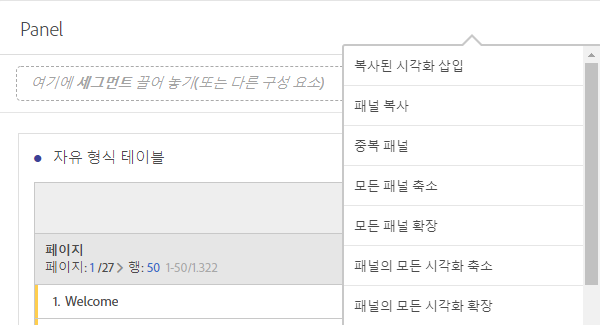 Panel
여기에 세그먼트 끌어 놓기(또는 다른 구성 요소)
자유 형식 테이블
페이지
페이지: 1 /27 > 행: 50 1-50/1.322
1. Welcome
복사된 시각화 삽입
패널 복사
중복 패널
모든 패널 축소
모든 패널 확장
패널의 모든 시각화 축소
패널의 모든 시각화 확장